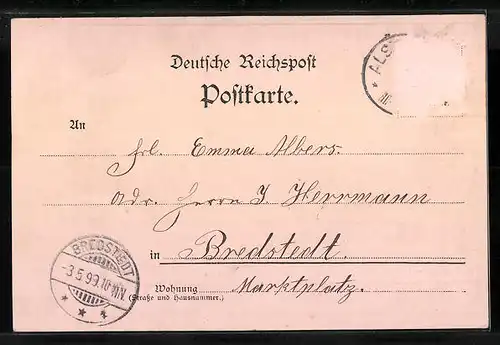 Deutsche Reichspost
Postkarte.
ALS
An
Frl. Emma Albers.
Adr. Herrn J. Herrmann
in Bredstedt.
Wohnung Marktplatz.
(Straße und Hausnummer.)
BREDSTEDT
-3.5.99.10-11V.